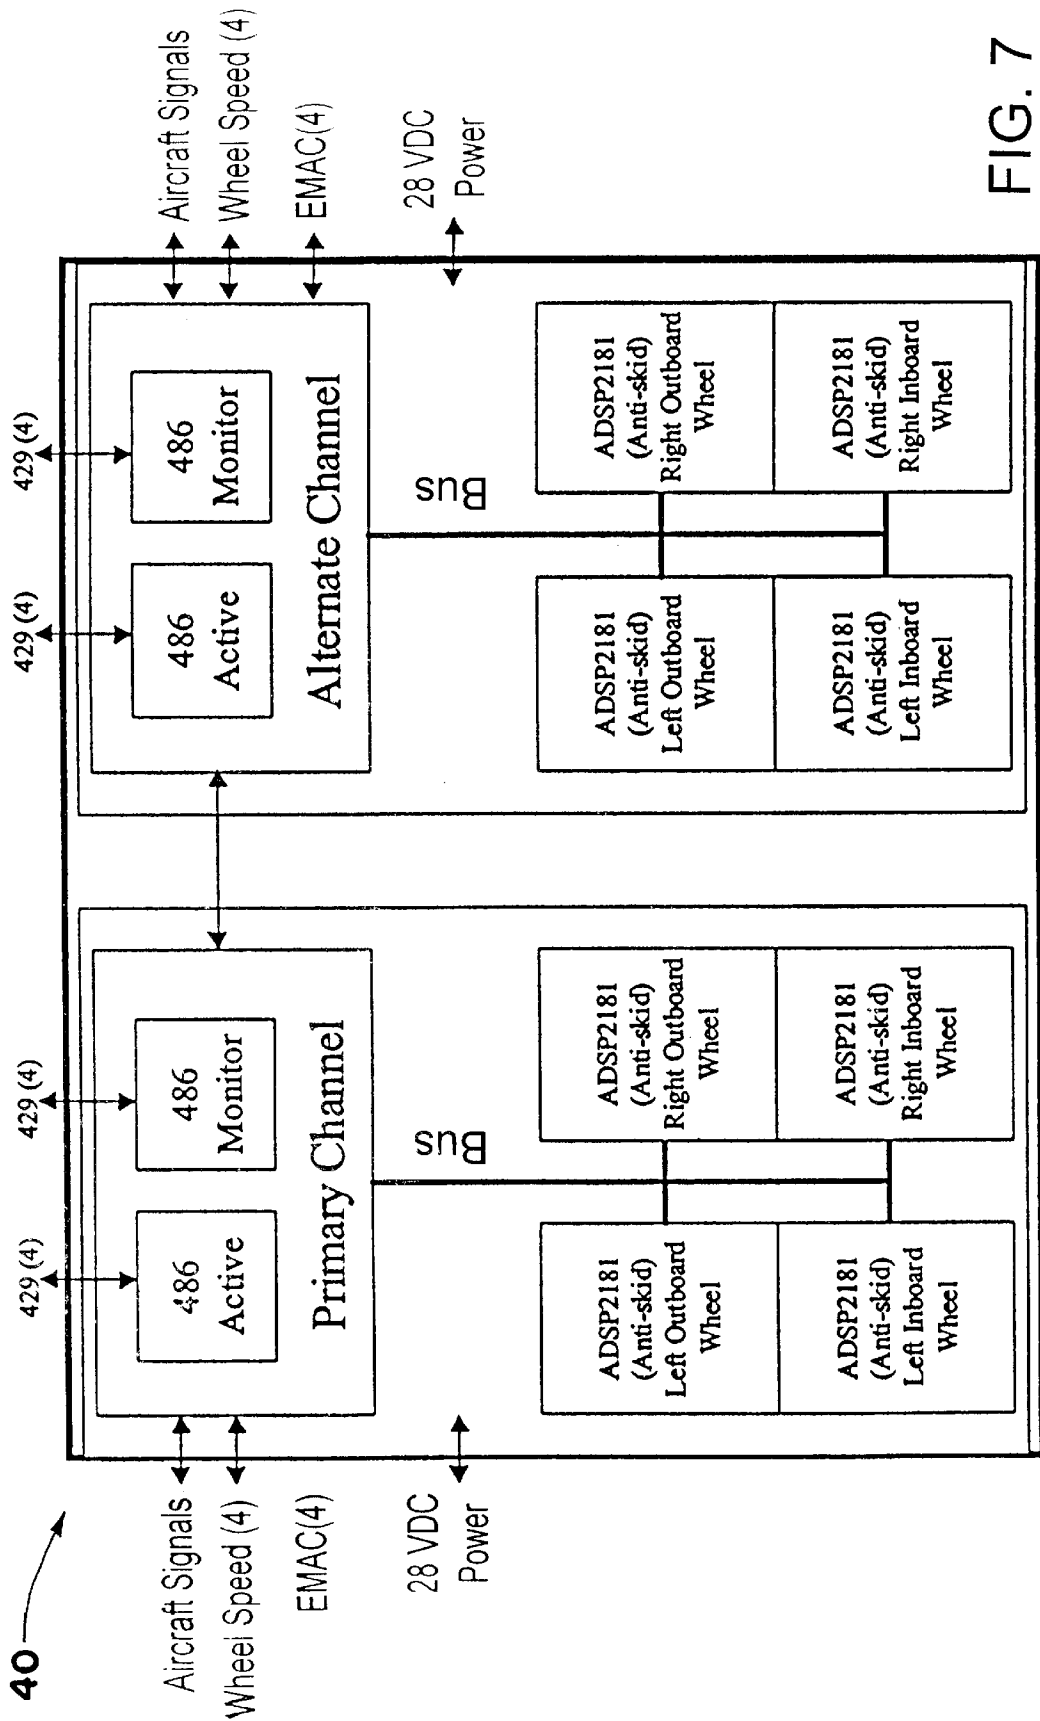 40
429 (4)
429 (4)
429 (4)
429 (4)
Aircraft Signals
Wheel Speed (4)
EMAC(4)
28 VDC
Power
486
Active
486
Monitor
Primary Channel
Bus
ADSP2181
(Anti-skid)
Left Outboard
Wheel
ADSP2181
(Anti-skid)
Right Outboard
Wheel
ADSP2181
(Anti-skid)
Left Inboard
Wheel
ADSP2181
(Anti-skid)
Right Inboard
Wheel
486
Active
486
Monitor
Alternate Channel
Bus
ADSP2181
(Anti-skid)
Left Outboard
Wheel
ADSP2181
(Anti-skid)
Right Outboard
Wheel
ADSP2181
(Anti-skid)
Left Inboard
Wheel
ADSP2181
(Anti-skid)
Right Inboard
Wheel
Aircraft Signals
Wheel Speed (4)
EMAC(4)
28 VDC
Power
FIG. 7